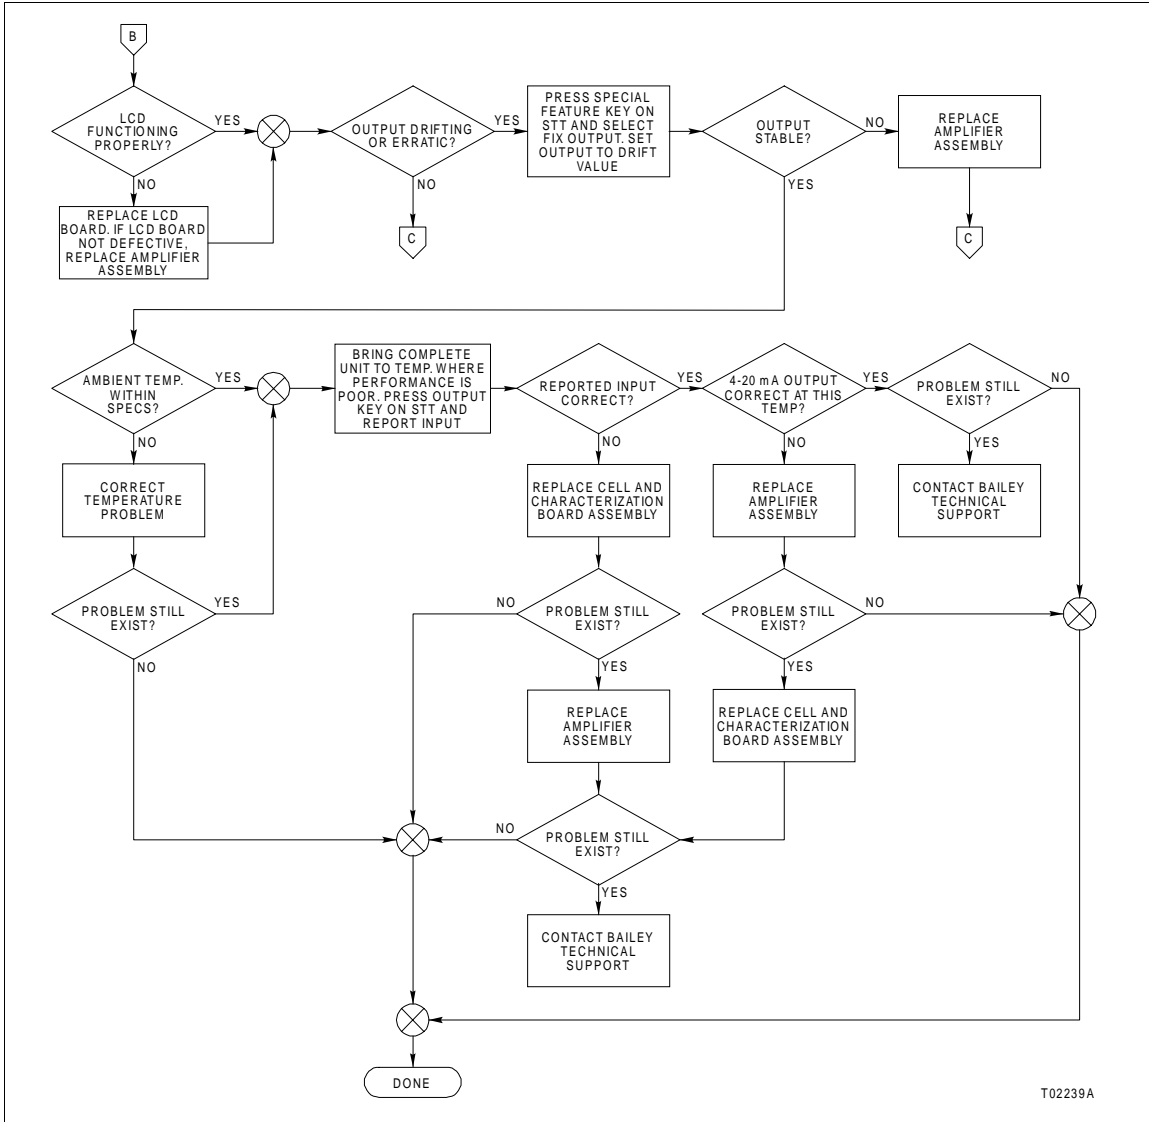 B
LCD
FUNCTIONING
PROPERLY?
YES
NO
REPLACE LCD
BOARD. IF LCD BOARD
NOT DEFECTIVE,
REPLACE AMPLIFIER
ASSEMBLY
OUTPUT DRIFTING
OR ERRATIC?
YES
NO
C
PRESS SPECIAL
FEATURE KEY ON
STT AND SELECT
FIX OUTPUT. SET
OUTPUT TO DRIFT
VALUE
OUTPUT
STABLE?
NO
YES
REPLACE
AMPLIFIER
ASSEMBLY
C
AMBIENT TEMP.
WITHIN
SPECS?
YES
NO
CORRECT
TEMPERATURE
PROBLEM
PROBLEM STILL
EXIST?
YES
NO
BRING COMPLETE
UNIT TO TEMP. WHERE
PERFORMANCE IS
POOR. PRESS OUTPUT
KEY ON STT AND
REPORT INPUT
REPORTED INPUT
CORRECT?
YES
NO
REPLACE CELL AND
CHARACTERIZATION
BOARD ASSEMBLY
PROBLEM STILL
EXIST?
NO
YES
REPLACE
AMPLIFIER
ASSEMBLY
PROBLEM STILL
EXIST?
NO
YES
CONTACT BAILEY
TECHNICAL
SUPPORT
4-20 mA OUTPUT
CORRECT AT THIS
TEMP?
YES
NO
REPLACE
AMPLIFIER
ASSEMBLY
PROBLEM STILL
EXIST?
NO
YES
REPLACE CELL AND
CHARACTERIZATION
BOARD ASSEMBLY
PROBLEM STILL
EXIST?
NO
YES
CONTACT BAILEY
TECHNICAL
SUPPORT
DONE
T02239A